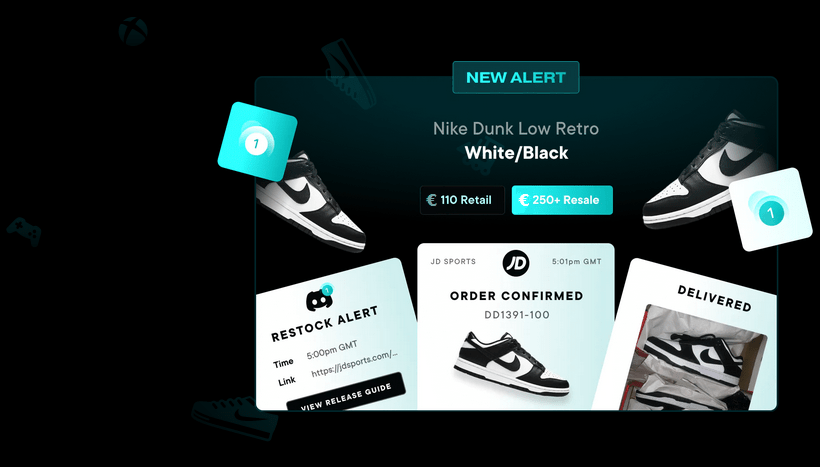 NEW ALERT
Nike Dunk Low Retro
White/Black
€ 110 Retail
€ 250+ Resale
1
1
1
RESTOCK ALERT
Time 5:00pm GMT
Link https://jdsports.com/...
VIEW RELEASE GUIDE
JD SPORTS
JD
5:01pm GMT
ORDER CONFIRMED
DD1391-100
DELIVERED